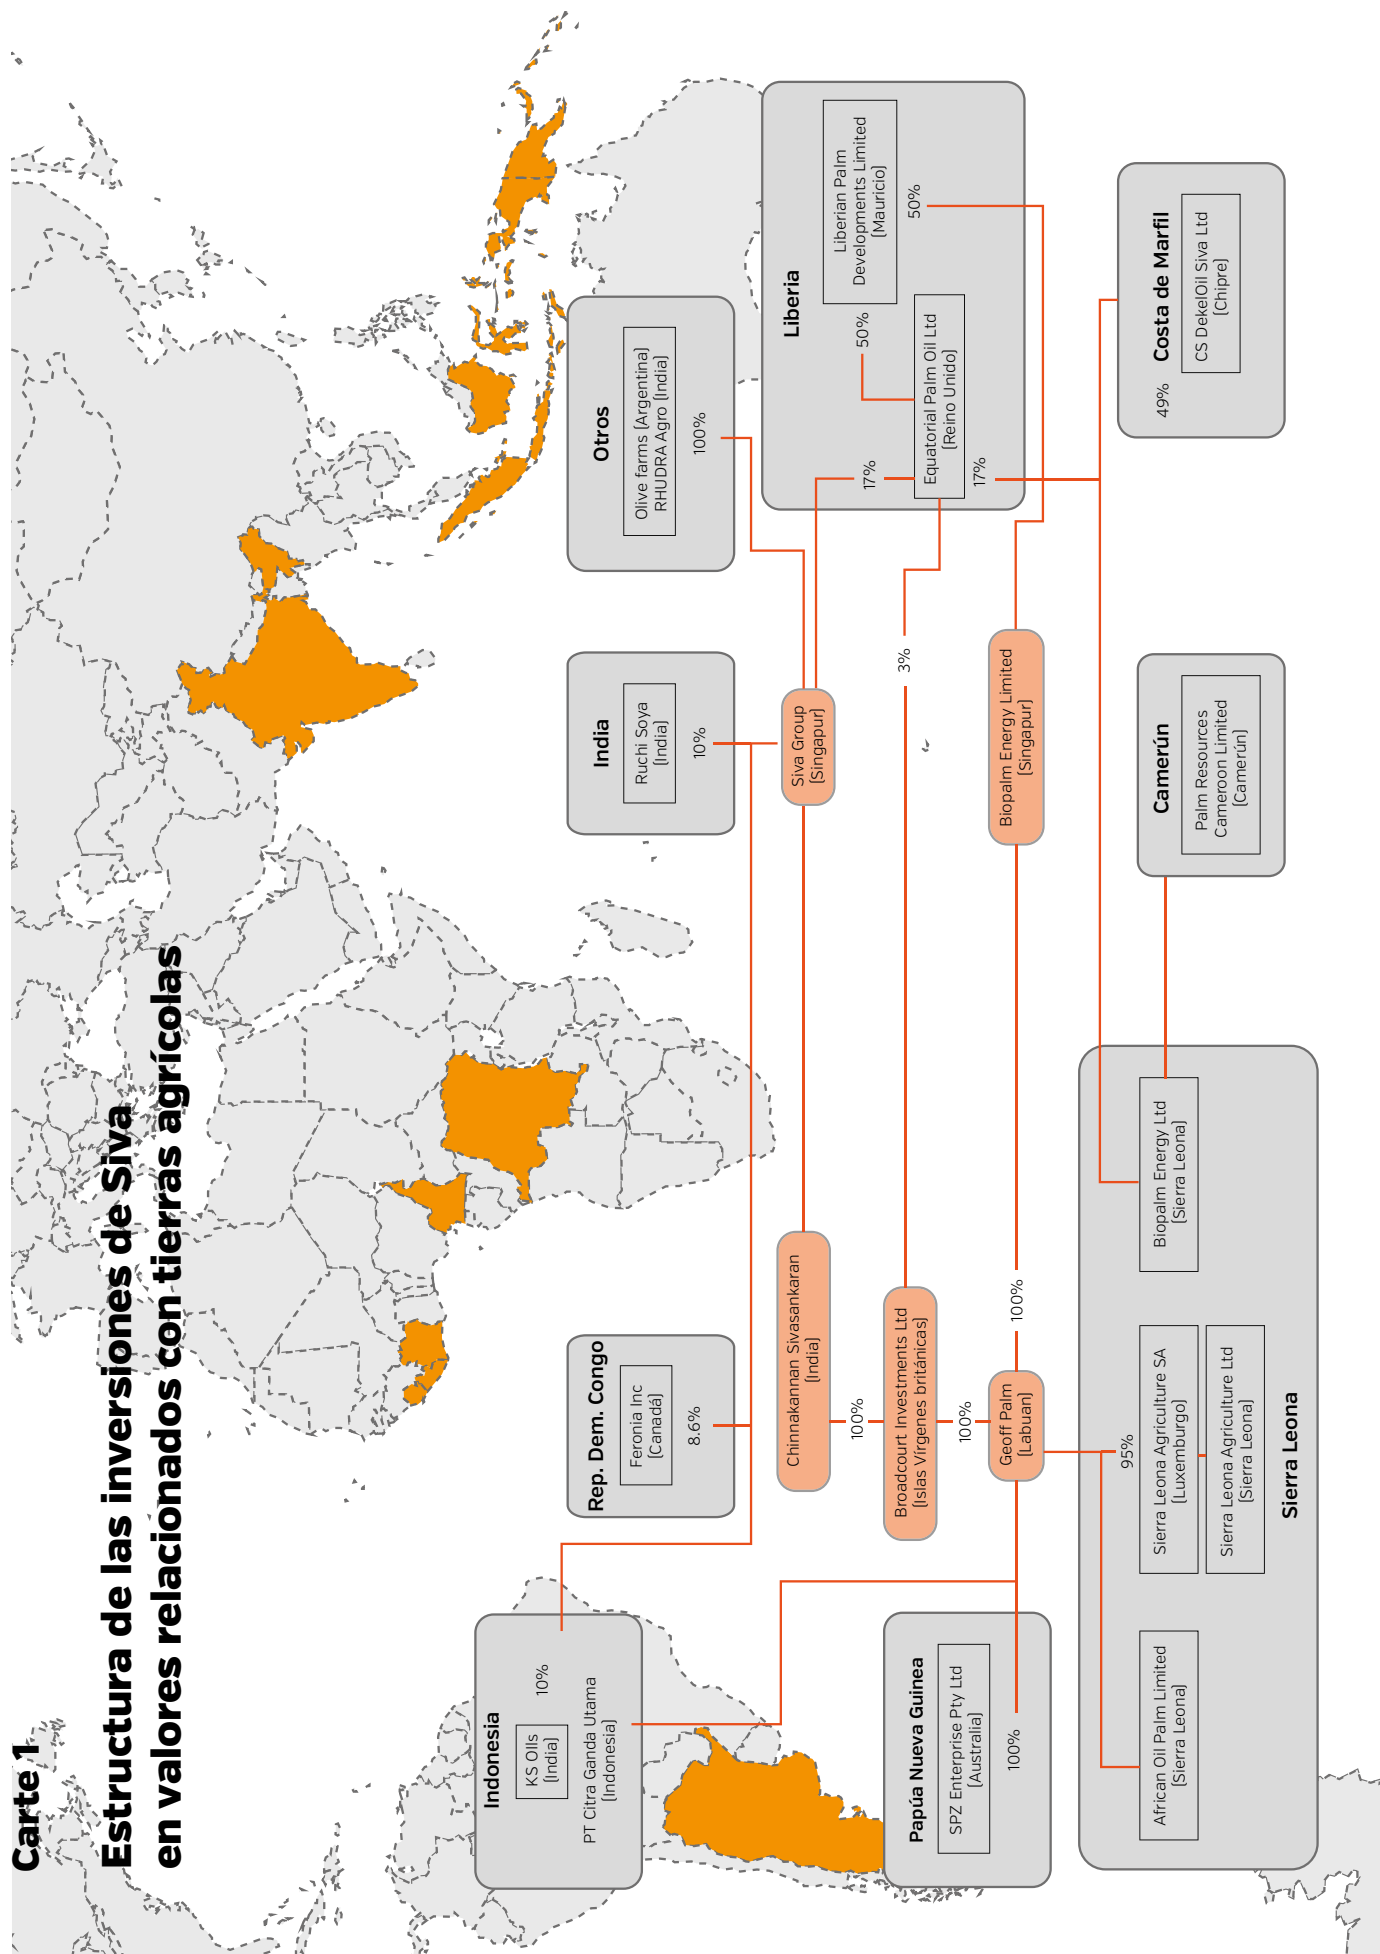 Carte 1
Estructura de las inversiones de Siva
en valores relacionados con tierras agrícolas
Indonesia
KS OIls
(India)
10%
PT Citra Ganda Utama
(Indonesia)
Rep. Dem. Congo
Feronia Inc
(Canadá)
8.6%
India
Ruchi Soya
(India)
10%
Otros
Olive farms (Argentina)
RHUDRA Agro (India)
100%
Liberia
Liberian Palm
Developments Limited
(Mauricio)
50%
50%
Equatorial Palm Oil Ltd
(Reino Unido)
17%
17%
Chinnakannan Sivasankaran
(India)
Siva Group
(Singapur)
100%
Broadcourt Investments Ltd
(Islas Vírgenes británicas)
3%
100%
Geoff Palm
(Labuan)
100%
Biopalm Energy Limited
(Singapur)
Papúa Nueva Guinea
SPZ Enterprise Pty Ltd
(Australia)
100%
95%
African Oil Palm Limited
(Sierra Leona)
Sierra Leona Agriculture SA
(Luxemburgo)
Sierra Leona Agriculture Ltd
(Sierra Leona)
Biopalm Energy Ltd
(Sierra Leona)
Sierra Leona
Camerún
Palm Resources
Cameroon Limited
(Camerún)
49%
Costa de Marfil
CS DekelOil Siva Ltd
(Chipre)